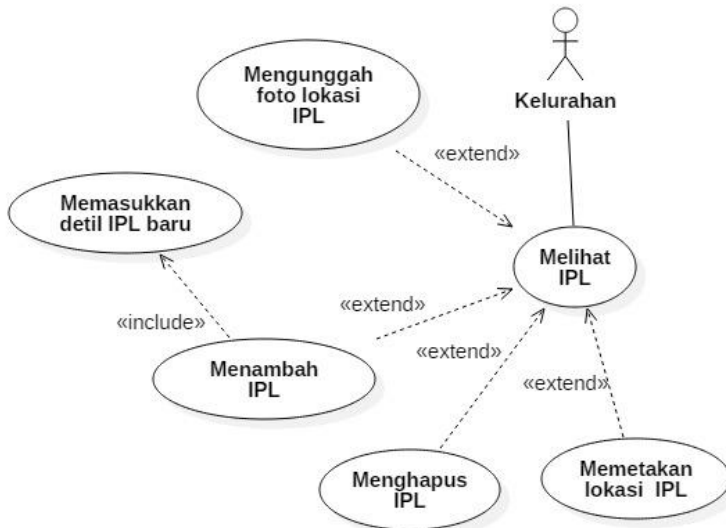 Mengunggah
foto lokasi
IPL
Kelurahan
«extend»
Memasukkan
detil IPL baru
Melihat
IPL
«include»
«extend»
Menambah
IPL
«extend»
«extend»
Menghapus
IPL
Memetakan
lokasi IPL